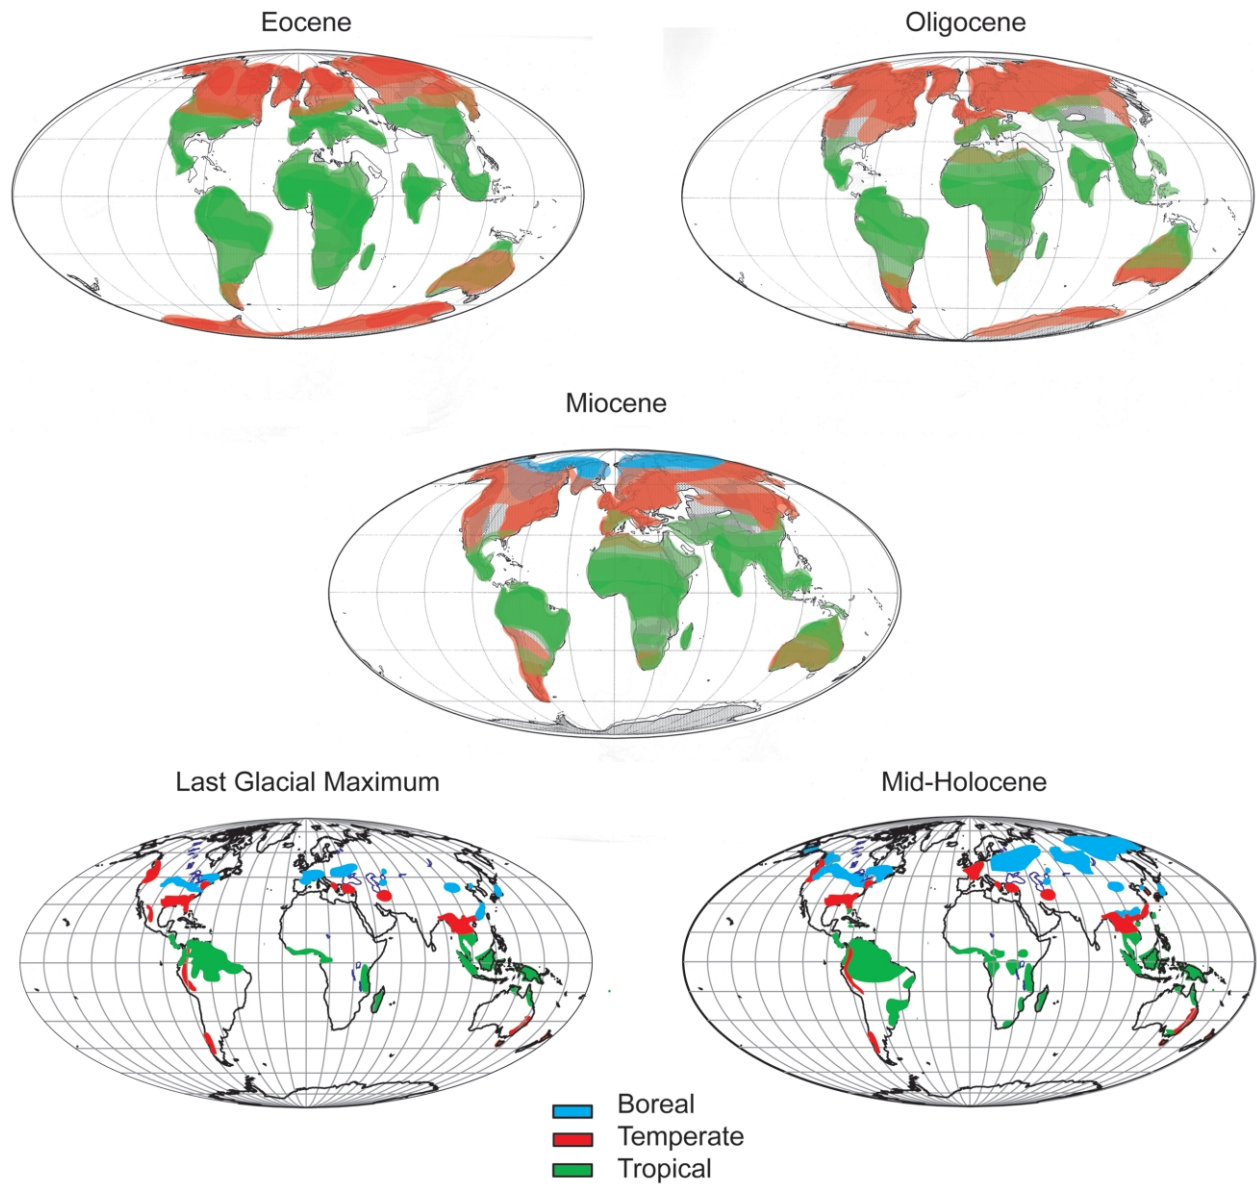 Eocene
Oligocene
Miocene
Last Glacial Maximum
Mid-Holocene
Boreal
Temperate
Tropical